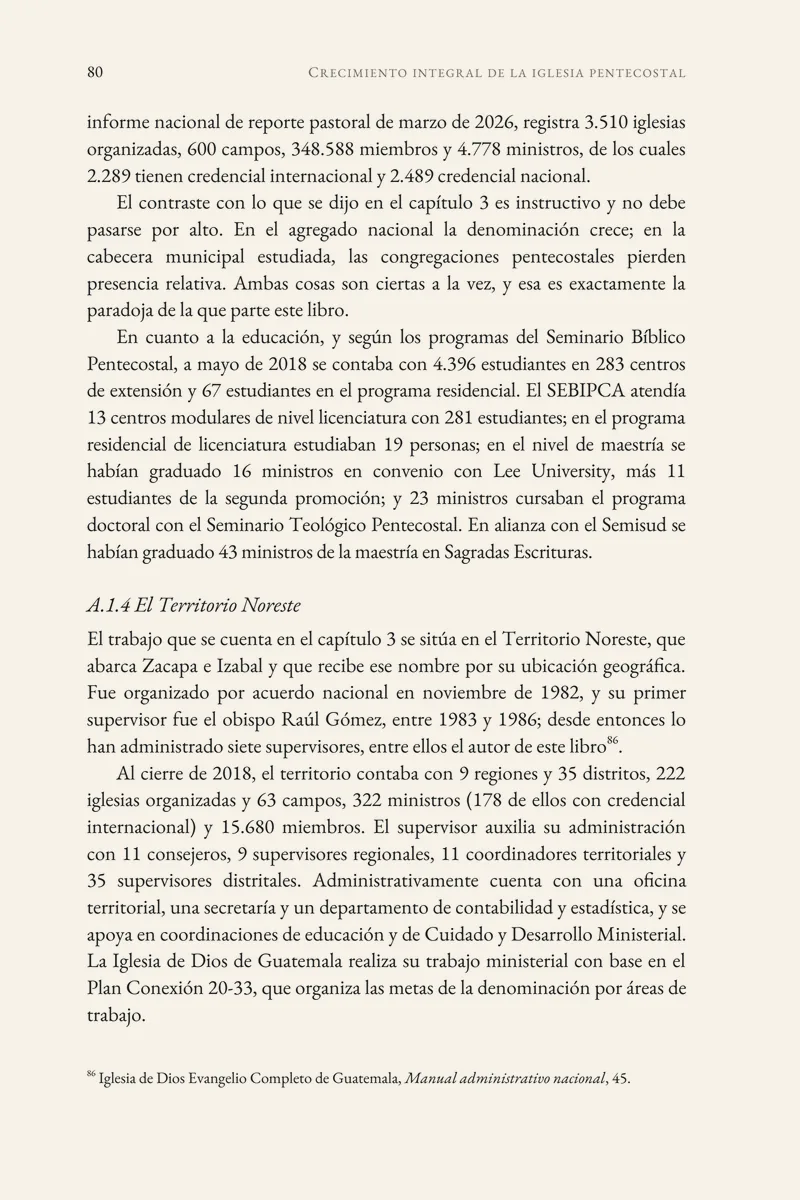 80
CRECIMIENTO INTEGRAL DE LA IGLESIA PENTECOSTAL
informe nacional de reporte pastoral de marzo de 2026, registra 3.510 iglesias
organizadas, 600 campos, 348.588 miembros y 4.778 ministros, de los cuales
2.289 tienen credencial internacional y 2.489 credencial nacional.
El contraste con lo que se dijo en el capítulo 3 es instructivo y no debe
pasarse por alto. En el agregado nacional la denominación crece; en la
cabecera municipal estudiada, las congregaciones pentecostales pierden
presencia relativa. Ambas cosas son ciertas a la vez, y esa es exactamente la
paradoja de la que parte este libro.
En cuanto a la educación, y según los programas del Seminario Bíblico
Pentecostal, a mayo de 2018 se contaba con 4.396 estudiantes en 283 centros
de extensión y 67 estudiantes en el programa residencial. El SEBIPCA atendía
13 centros modulares de nivel licenciatura con 281 estudiantes; en el programa
residencial de licenciatura estudiaban 19 personas; en el nivel de maestría se
habían graduado 16 ministros en convenio con Lee University, más 11
estudiantes de la segunda promoción; y 23 ministros cursaban el programa
doctoral con el Seminario Teológico Pentecostal. En alianza con el Semisud se
habían graduado 43 ministros de la maestría en Sagradas Escrituras.
A.1.4 El Territorio Noreste
El trabajo que se cuenta en el capítulo 3 se sitúa en el Territorio Noreste, que
abarca Zacapa e Izabal y que recibe ese nombre por su ubicación geográfica.
Fue organizado por acuerdo nacional en noviembre de 1982, y su primer
supervisor fue el obispo Raúl Gómez, entre 1983 y 1986; desde entonces lo
han administrado siete supervisores, entre ellos el autor de este libro86.
Al cierre de 2018, el territorio contaba con 9 regiones y 35 distritos, 222
iglesias organizadas y 63 campos, 322 ministros (178 de ellos con credencial
internacional) y 15.680 miembros. El supervisor auxilia su administración
con 11 consejeros, 9 supervisores regionales, 11 coordinadores territoriales y
35 supervisores distritales. Administrativamente cuenta con una oficina
territorial, una secretaría y un departamento de contabilidad y estadística, y se
apoya en coordinaciones de educación y de Cuidado y Desarrollo Ministerial.
La Iglesia de Dios de Guatemala realiza su trabajo ministerial con base en el
Plan Conexión 20-33, que organiza las metas de la denominación por áreas de
trabajo.
86 Iglesia de Dios Evangelio Completo de Guatemala, Manual administrativo nacional, 45.